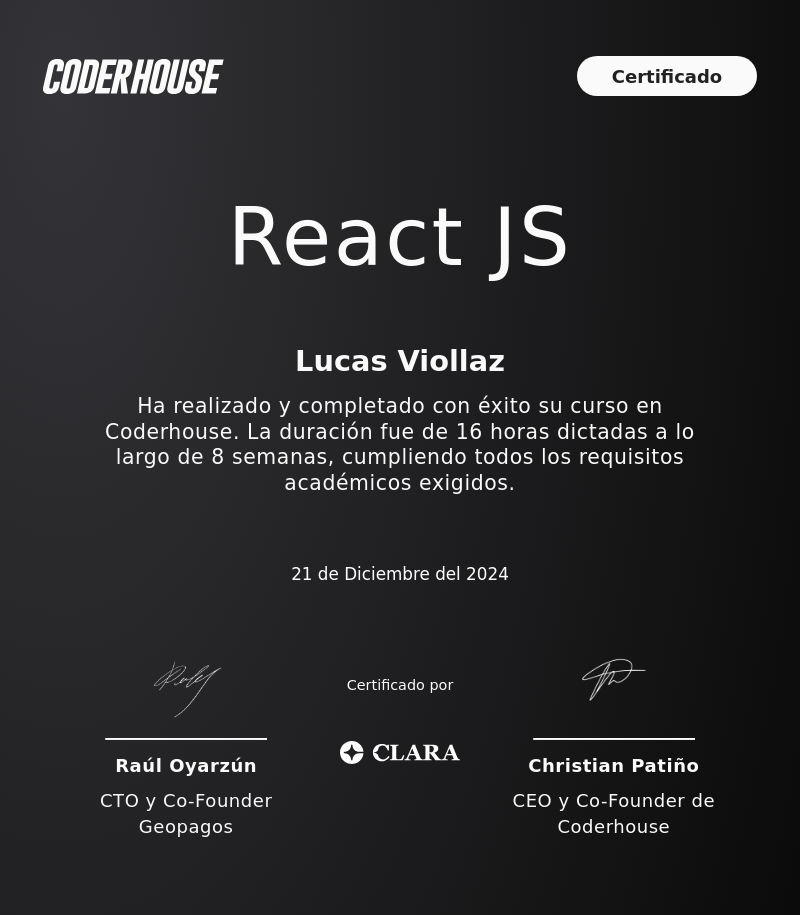 CODERHOUSE
Certificado
React JS
Lucas Viollaz
Ha realizado y completado con éxito su curso en
Coderhouse. La duración fue de 16 horas dictadas a lo
largo de 8 semanas, cumpliendo todos los requisitos
académicos exigidos.
21 de Diciembre del 2024
Certificado por
CLARA
Raúl Oyarzún
CTO y Co-Founder
Geopagos
Christian Patiño
CEO y Co-Founder de
Coderhouse